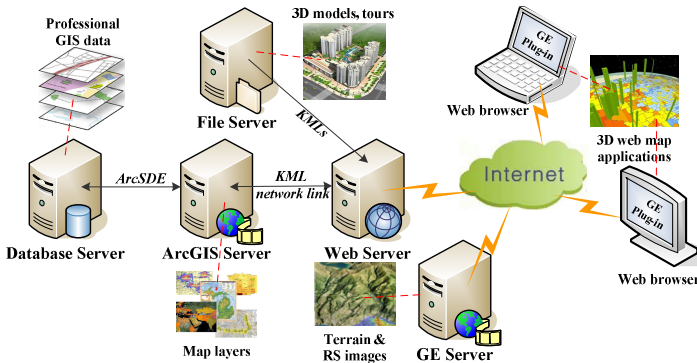 Professional
GIS data
3D models, tours
GE
Plug-in
Web browser
File Server
KMLs
3D web map
applications
ArcSDE
KML
network link
Internet
GE
Plug-in
Database Server
ArcGIS Server
Web Server
Web browser
Map layers
Terrain &
RS images
GE Server